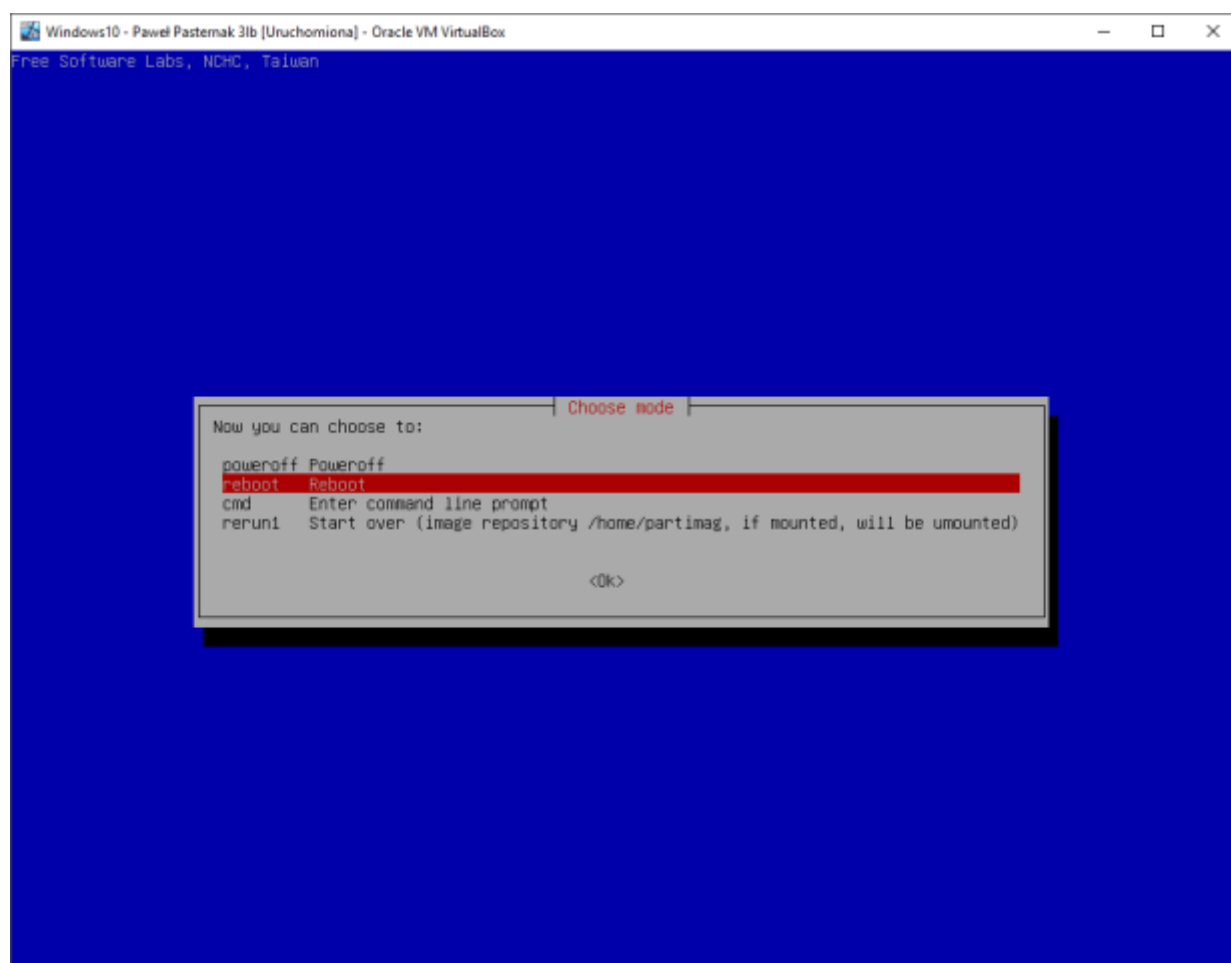 Windows10 - Paweł Pasternak 3lb [Uruchomiona] - Oracle VM VirtualBox
Free Software Labs, NCHC, Taiwan
Choose mode
Now you can choose to:
poweroff Poweroff
reboot Reboot
cmd Enter command line prompt
rerun1 Start over (image repository /home/partimag, if mounted, will be umounted)
<Ok>